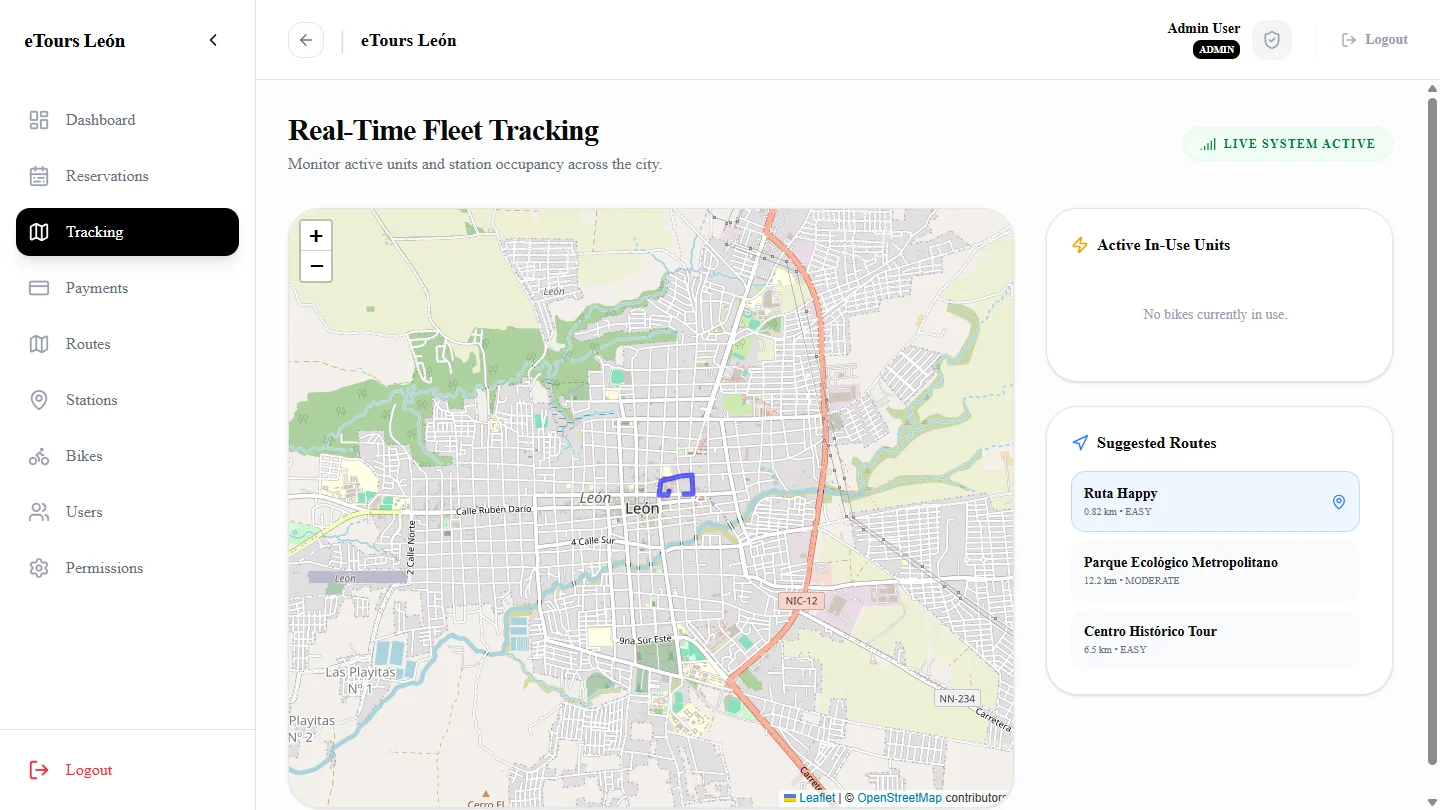 eTours León
Dashboard
Reservations
Tracking
Payments
Routes
Stations
Bikes
Users
Permissions
Logout
eTours León
Admin User
ADMIN
Logout
Real-Time Fleet Tracking
Monitor active units and station occupancy across the city.
LIVE SYSTEM ACTIVE
+
−
León
León
León
Calle Rubén Darío
2 Calle Norte
4 Calle Sur
León
NIC-12
9na Sur Este
Las Playitas
N° 1
Playitas
N° 2
NN-234
Carretera
Cerro El
Leaflet | © OpenStreetMap contributors
Active In-Use Units
No bikes currently in use.
Suggested Routes
Ruta Happy
0.82 km • EASY
Parque Ecológico Metropolitano
12.2 km • MODERATE
Centro Histórico Tour
6.5 km • EASY